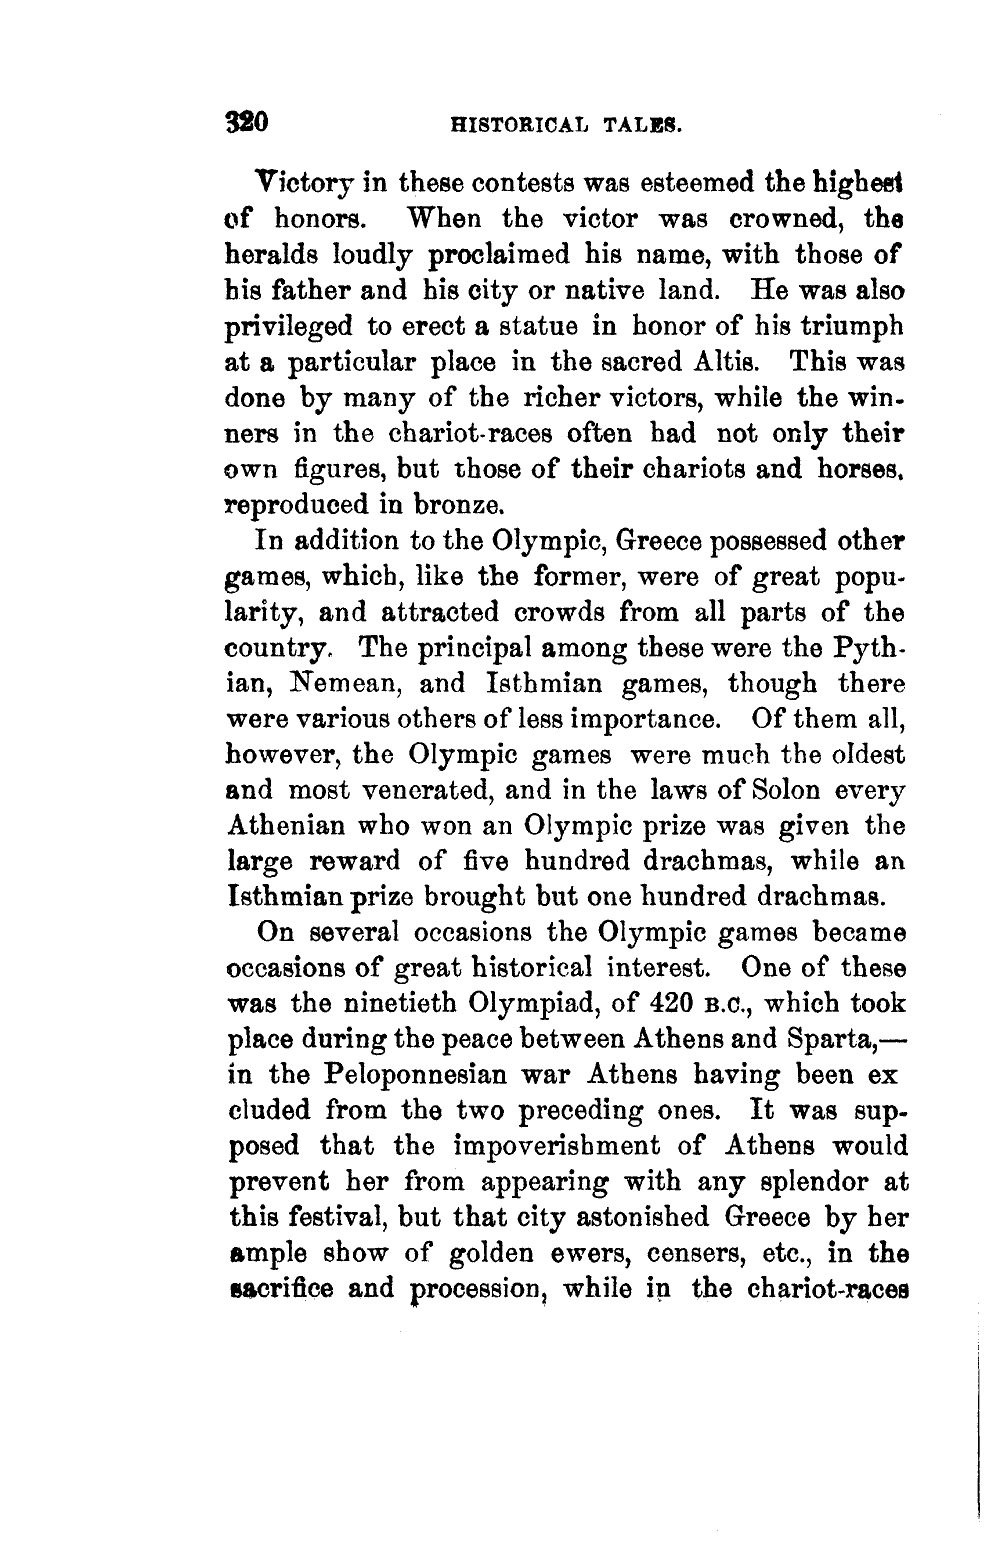 320 HISTORICAL TALES.
Victory in these contests was esteemed the highest
of honors. When the victor was crowned, the
heralds loudly proclaimed his name, with those of
his father and his city or native land. He was also
privileged to erect a statue in honor of his triumph
at a particular place in the sacred Altis. This was
done by many of the richer victors, while the win-
ners in the chariot-races often had not only their
own figures, but those of their chariots and horses,
reproduced in bronze.
In addition to the Olympic, Greece possessed other
games, which, like the former, were of great popu-
larity, and attracted crowds from all parts of the
country. The principal among these were the Pyth-
ian, Nemean, and Isthmian games, though there
were various others of less importance. Of them all,
however, the Olympic games were much the oldest
and most venerated, and in the laws of Solon every
Athenian who won an Olympic prize was given the
large reward of five hundred drachmas, while an
Isthmian prize brought but one hundred drachmas.
On several occasions the Olympic games became
occasions of great historical interest. One of these
was the ninetieth Olympiad, of 420 B.C., which took
place during the peace between Athens and Sparta,—
in the Peloponnesian war Athens having been ex
cluded from the two preceding ones. It was sup-
posed that the impoverishment of Athens would
prevent her from appearing with any splendor at
this festival, but that city astonished Greece by her
ample show of golden ewers, censers, etc., in the
sacrifice and procession, while in the chariot-races